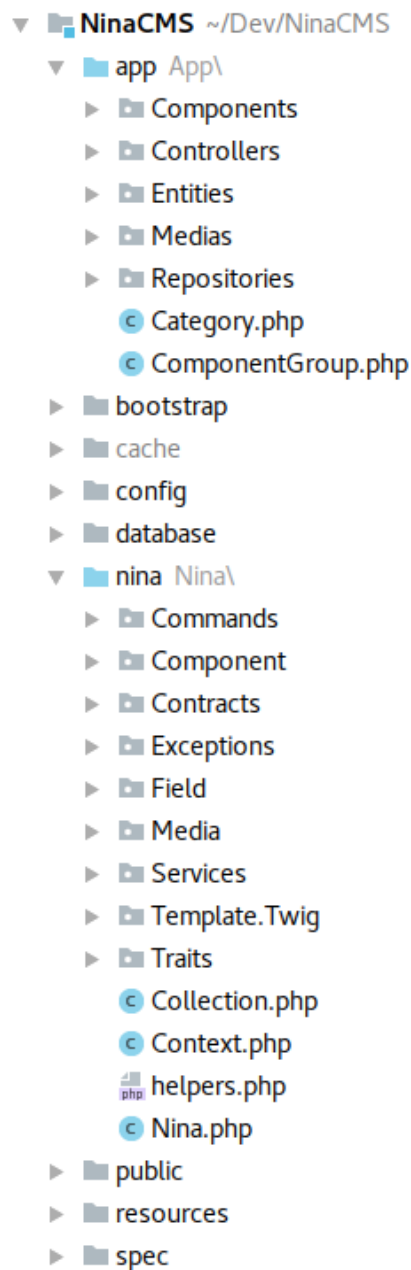 NinaCMS ~/Dev/NinaCMS
app App\
Components
Controllers
Entities
Medias
Repositories
c Category.php
c ComponentGroup.php
bootstrap
cache
config
database
nina Nina\
Commands
Component
Contracts
Exceptions
Field
Media
Services
Template.Twig
Traits
c Collection.php
c Context.php
php helpers.php
c Nina.php
public
resources
spec